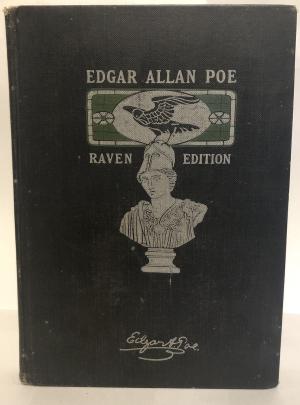 EDGAR ALLAN POE
RAVEN EDITION
Edgar A. Poe.